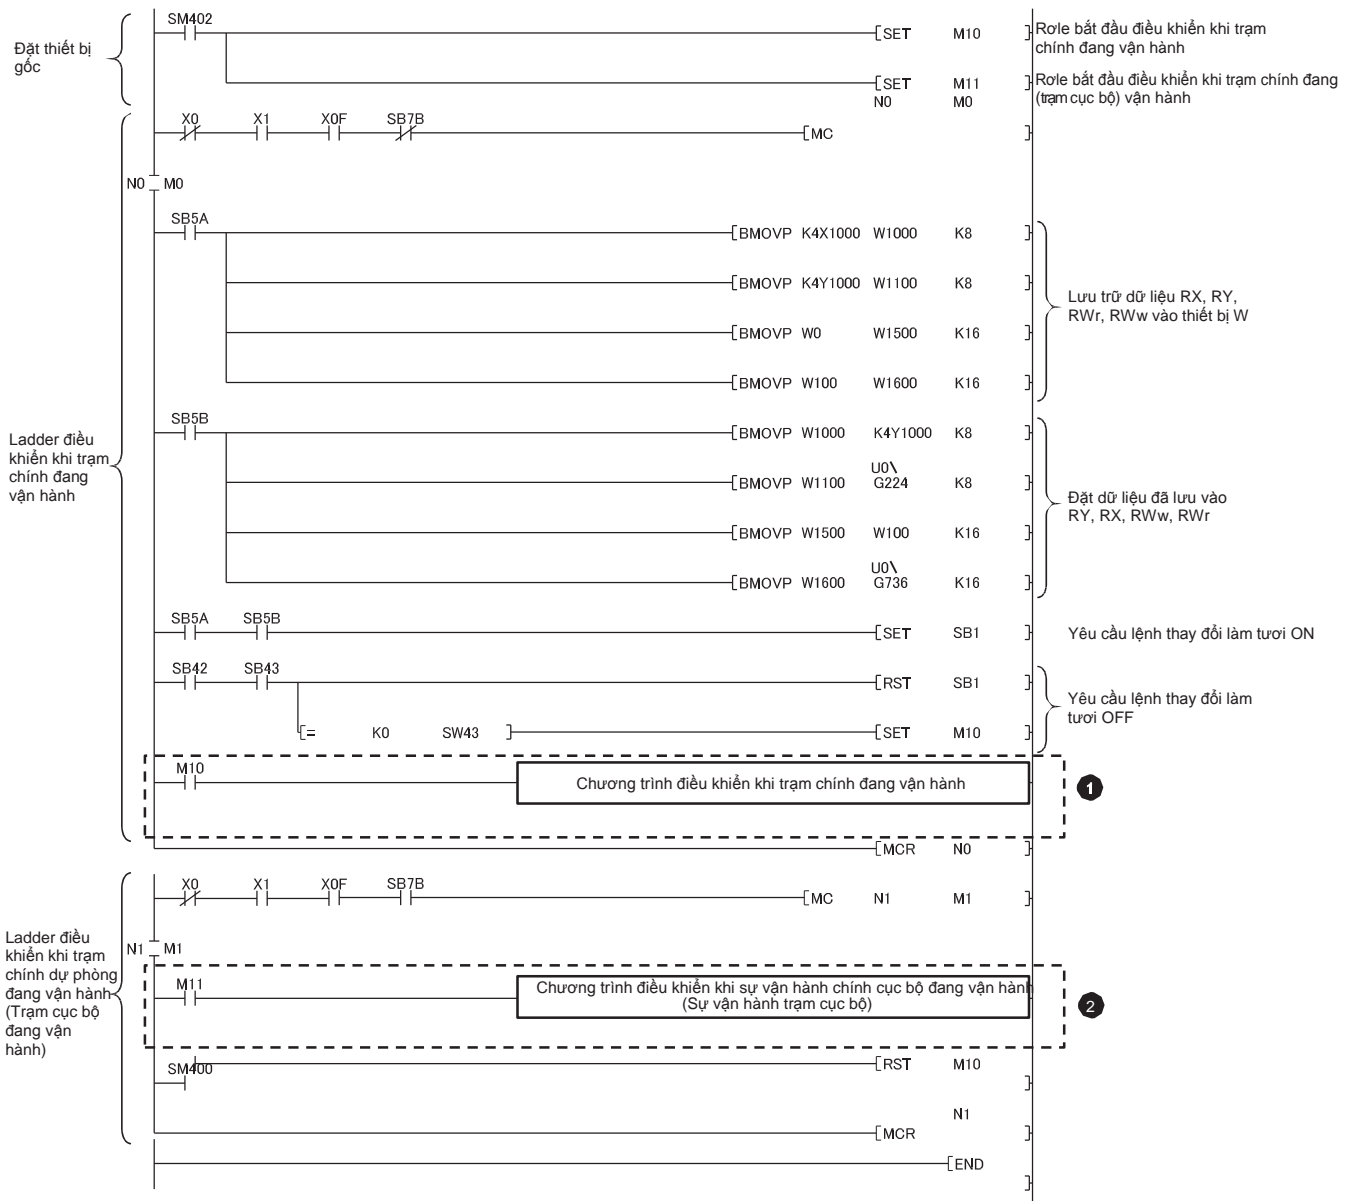 SM402
SET M10 Rơle bắt đầu điều khiển khi trạm
chính đang vận hành
Đặt thiết bị
gốc
SET M11 Rơle bắt đầu điều khiển khi trạm chính đang
(trạm cục bộ) vận hành
N0 M0
X0 X1 X0F SB7B
MC
N0 M0
SB5A
BMOVP K4X1000 W1000 K8
BMOVP K4Y1000 W1100 K8
Lưu trữ dữ liệu RX, RY,
RWr, RWw vào thiết bị W
BMOVP W0 W1500 K16
BMOVP W100 W1600 K16
Ladder điều
khiển khi trạm
chính đang
vận hành
SB5B
BMOVP W1000 K4Y1000 K8
U0\
BMOVP W1100 G224 K8
Đặt dữ liệu đã lưu vào
RY, RX, RWw, RWr
BMOVP W1500 W100 K16
U0\
BMOVP W1600 G736 K16
SB5A SB5B
SET SB1 Yêu cầu lệnh thay đổi làm tươi ON
SB42 SB43
RST SB1
Yêu cầu lệnh thay đổi làm
tươi OFF
= K0 SW43 SET M10
M10
Chương trình điều khiển khi trạm chính đang vận hành
1
MCR N0
X0 X1 X0F SB7B
MC N1 M1
Ladder điều
khiển khi trạm
chính dự phòng
đang vận hành
(Trạm cục bộ
đang vận
hành)
N1 M1
M11
Chương trình điều khiển khi sự vận hành chính cục bộ đang vận hành
(Sự vận hành trạm cục bộ)
2
SM400
RST M10
N1
MCR
END